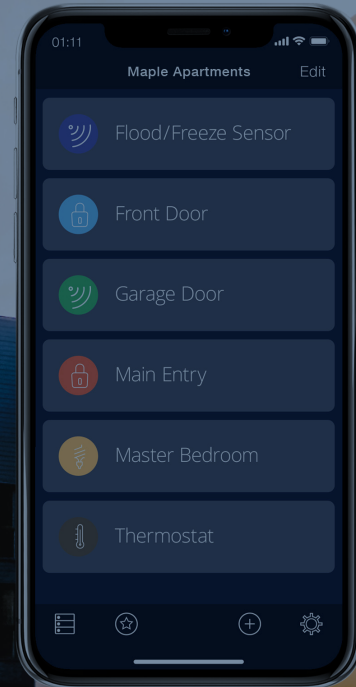 01:11
Maple Apartments
Edit
Flood/Freeze Sensor
Front Door
Garage Door
Main Entry
Master Bedroom
Thermostat